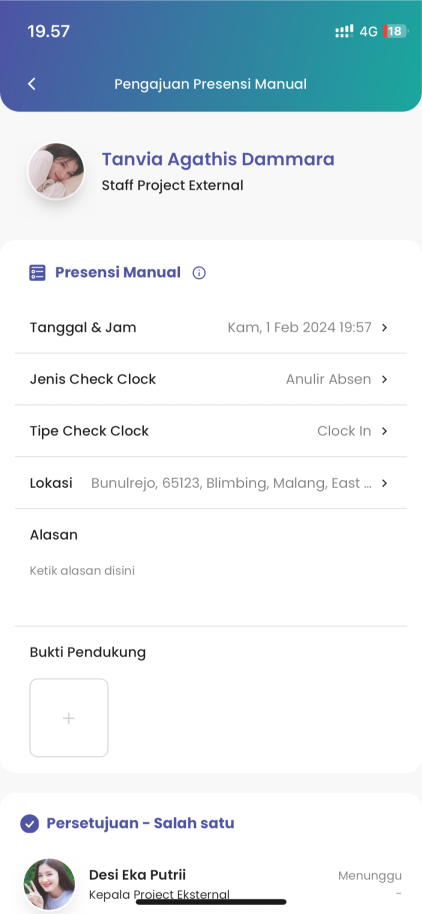 19.57
4G 18
Pengajuan Presensi Manual
Tanvia Agathis Dammara
Staff Project External
Presensi Manual
Tanggal & Jam Kam, 1 Feb 2024 19:57
Jenis Check Clock Anulir Absen
Tipe Check Clock Clock In
Lokasi Bunulrejo, 65123, Blimbing, Malang, East ...
Alasan
Ketik alasan disini
Bukti Pendukung
+
Persetujuan - Salah satu
Desi Eka Putrii Menunggu
Kepala Project Eksternal -